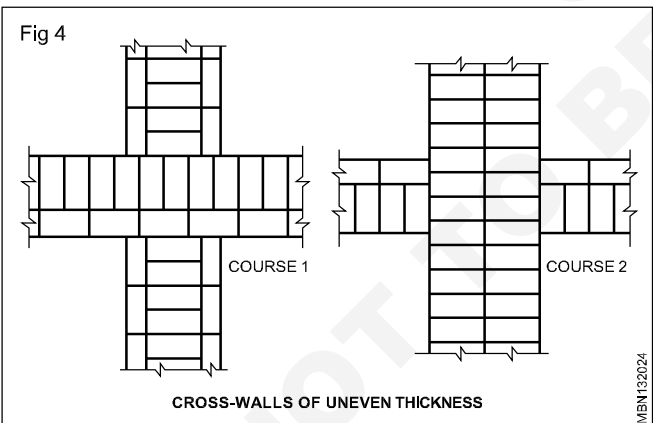 Fig 4
COURSE 1
COURSE 2
CROSS-WALLS OF UNEVEN THICKNESS
MBN132024